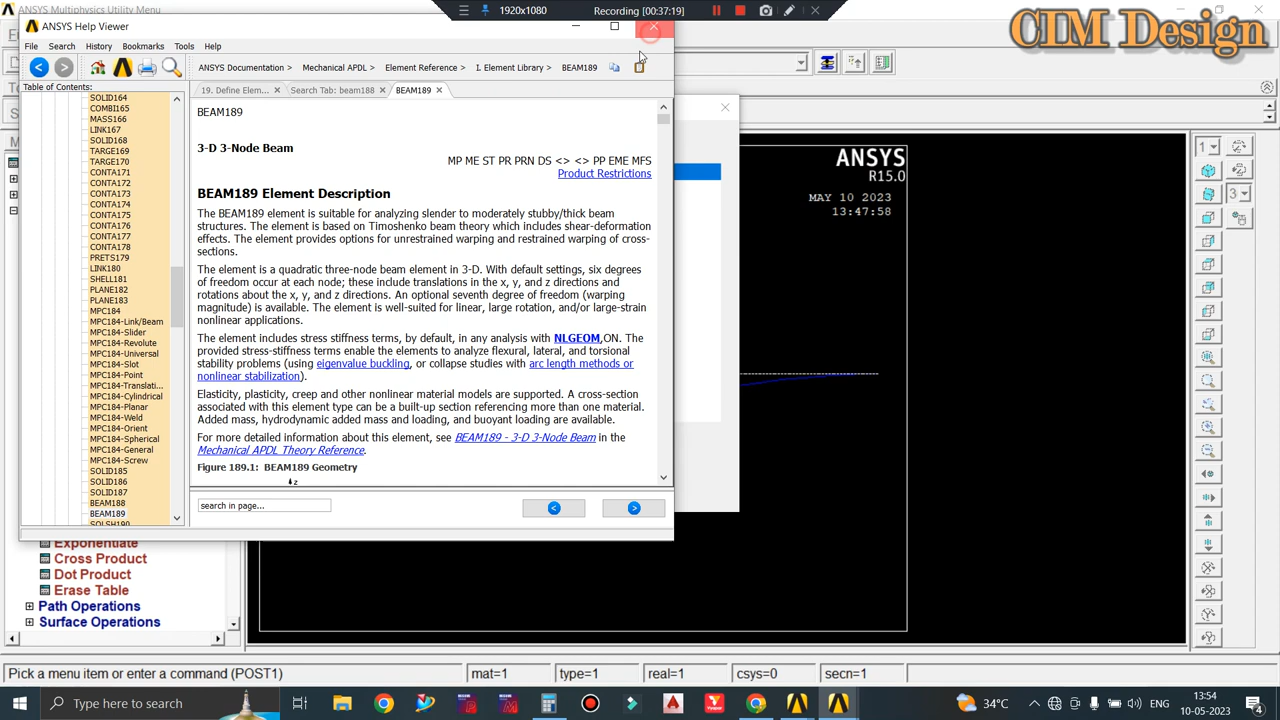 ANSYS Multiphysics Utility Menu
1920x1080
Recording [00:37:19]
CIM Design
ANSYS Help Viewer
File Search History Bookmarks Tools Help
ANSYS Documentation > Mechanical APDL > Element Reference > I. Element Library > BEAM189
Table of Contents:
19. Define Elem... Search Tab: beam188 BEAM189
SOLID164
COMBI165
MASS166
LINK167
SOLID168
TARGE169
TARGE170
CONTA171
CONTA172
CONTA173
CONTA174
CONTA175
CONTA176
CONTA177
CONTA178
PRETS179
LINK180
SHELL181
PLANE182
PLANE183
MPC184
MPC184-Link/Beam
MPC184-Slider
MPC184-Revolute
MPC184-Universal
MPC184-Slot
MPC184-Point
MPC184-Translati...
MPC184-Cylindrical
MPC184-Planar
MPC184-Weld
MPC184-Orient
MPC184-Spherical
MPC184-General
MPC184-Screw
SOLID185
SOLID186
SOLID187
BEAM188
BEAM189
SOLSH190
BEAM189
3-D 3-Node Beam
MP ME ST PR PRN DS <> <> PP EME MFS
Product Restrictions
BEAM189 Element Description
The BEAM189 element is suitable for analyzing slender to moderately stubby/thick beam
structures. The element is based on Timoshenko beam theory which includes shear-deformation
effects. The element provides options for unrestrained warping and restrained warping of cross-
sections.
The element is a quadratic three-node beam element in 3-D. With default settings, six degrees
of freedom occur at each node; these include translations in the x, y, and z directions and
rotations about the x, y, and z directions. An optional seventh degree of freedom (warping
magnitude) is available. The element is well-suited for linear, large rotation, and/or large-strain
nonlinear applications.
The element includes stress stiffness terms, by default, in any analysis with NLGEOM,ON. The
provided stress-stiffness terms enable the elements to analyze flexural, lateral, and torsional
stability problems (using eigenvalue buckling, or collapse studies with arc length methods or
nonlinear stabilization).
Elasticity, plasticity, creep and other nonlinear material models are supported. A cross-section
associated with this element type can be a built-up section referencing more than one material.
Added mass, hydrodynamic added mass and loading, and buoyant loading are available.
For more detailed information about this element, see BEAM189 - 3-D 3-Node Beam in the
Mechanical APDL Theory Reference.
Figure 189.1: BEAM189 Geometry
z
search in page...
ANSYS
R15.0
MAY 10 2023
13:47:58
1
3
Exponentiate
Cross Product
Dot Product
Erase Table
Path Operations
Surface Operations
Pick a menu item or enter a command (POST1) mat=1 type=1 real=1 csys=0 secn=1
Type here to search
34°C
ENG
13:54
10-05-2023